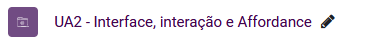 UA2 - Interface, interação e Affordance